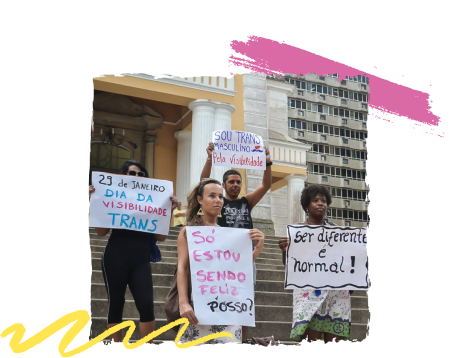 SOU TRANS
MASCULINO
Pela Visibilidade
29 de JANEIRO
DIA DA
VISIBILIDADE
TRANS
SÓ
ESTOU
SENDO
FELIZ
POSSO?
Ser diferente
é
normal!